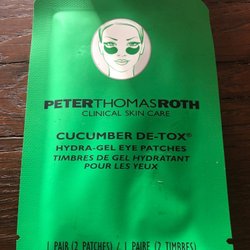 PETERTHOMASROTH
CLINICAL SKIN CARE
CUCUMBER DE-TOX®
HYDRA-GEL EYE PATCHES
TIMBRES DE GEL HYDRATANT
POUR LES YEUX
1 PAIR (2 PATCHES) / 1 PAIRE (2 TIMBRES)